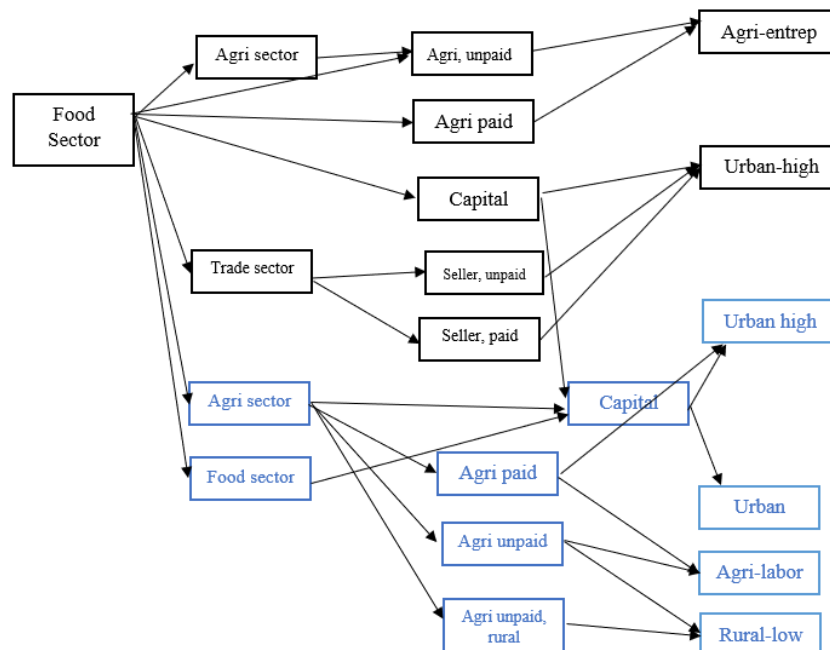 Agri-entrep
Agri sector
Agri, unpaid
Food
Sector
Agri paid
Urban-high
Capital
Trade sector
Seller, unpaid
Seller, paid
Urban high
Agri sector
Capital
Food sector
Agri paid
Urban
Agri unpaid
Agri-labor
Agri unpaid,
rural
Rural-low